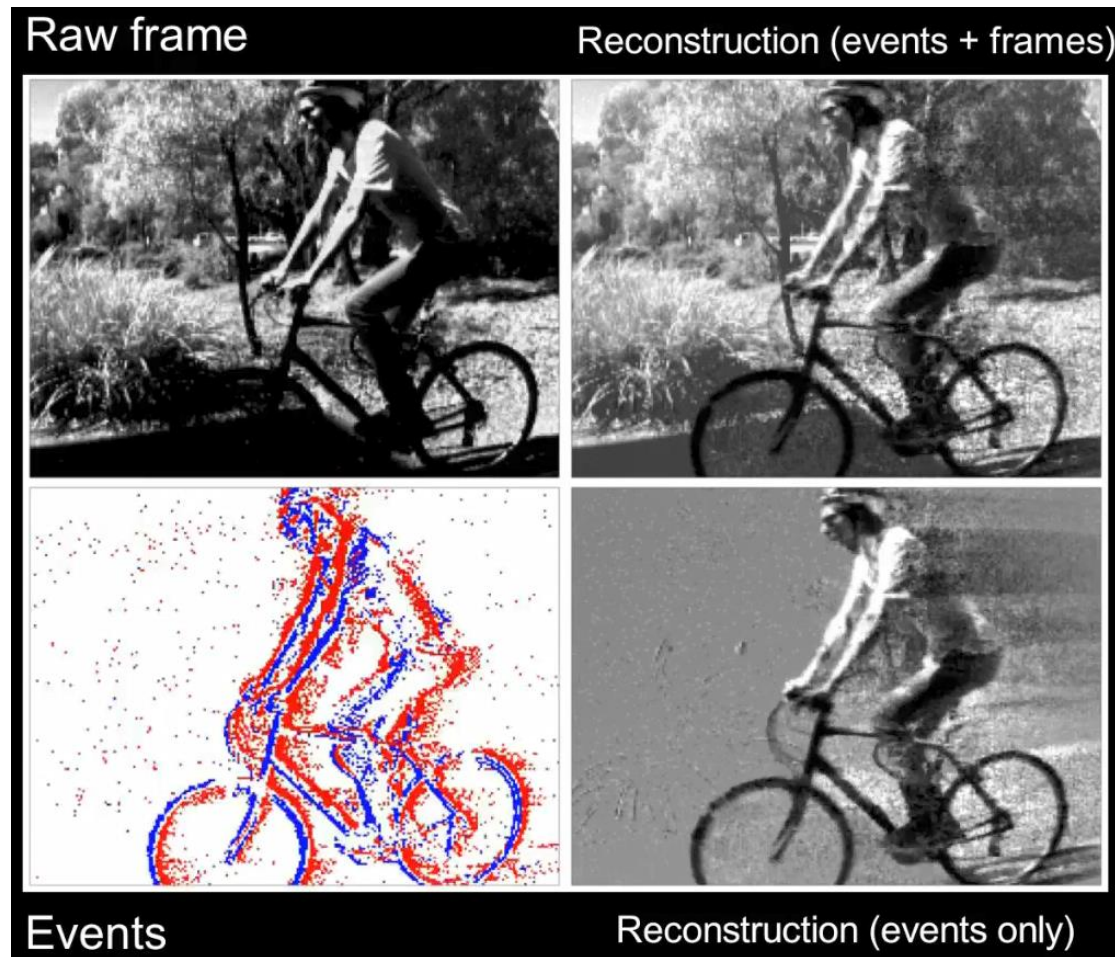 Raw frame
Reconstruction (events + frames)
Events
Reconstruction (events only)